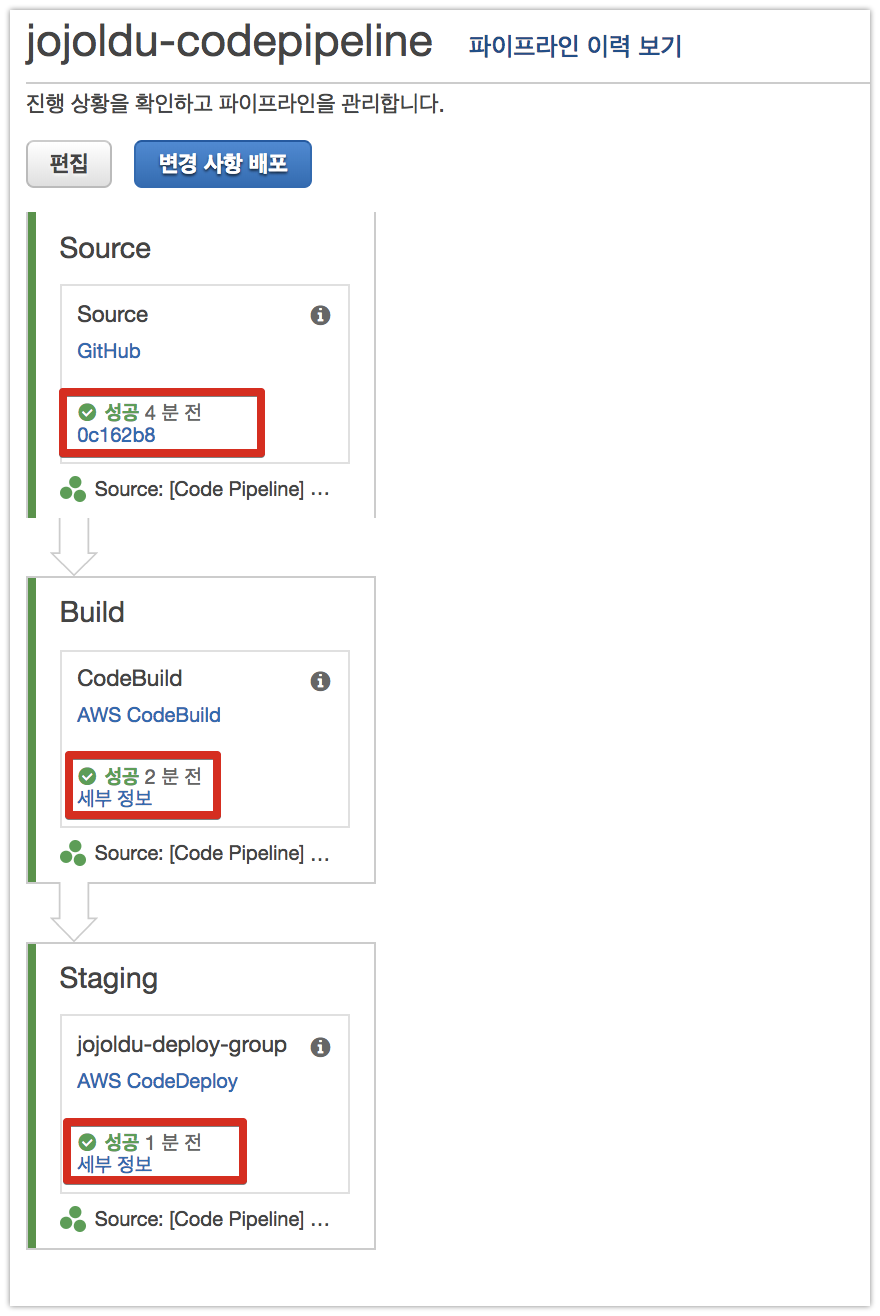 jojoldu-codepipeline 파이프라인 이력 보기
진행 상황을 확인하고 파이프라인을 관리합니다.
편집 변경 사항 배포
Source
Source
GitHub
성공 4 분 전
0c162b8
Source: [Code Pipeline] ...
Build
CodeBuild
AWS CodeBuild
성공 2 분 전
세부 정보
Source: [Code Pipeline] ...
Staging
jojoldu-deploy-group
AWS CodeDeploy
성공 1 분 전
세부 정보
Source: [Code Pipeline] ...